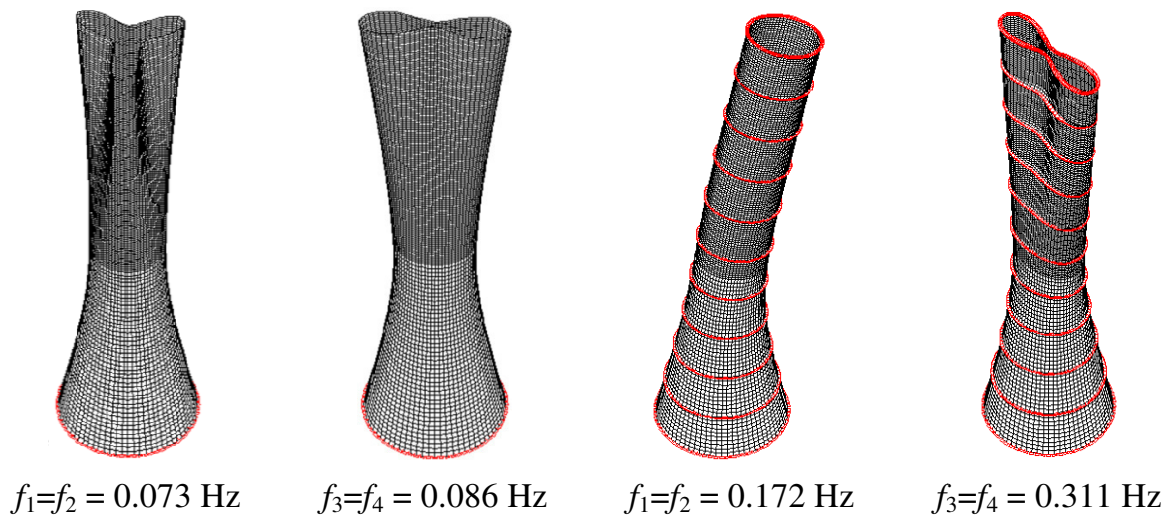 f₁=f₂ = 0.073 Hz
f₃=f₄ = 0.086 Hz
f₁=f₂ = 0.172 Hz
f₃=f₄ = 0.311 Hz